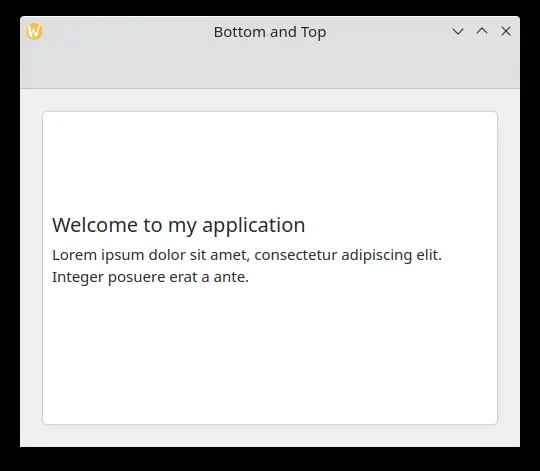 Bottom and Top
Welcome to my application
Lorem ipsum dolor sit amet, consectetur adipiscing elit.
Integer posuere erat a ante.